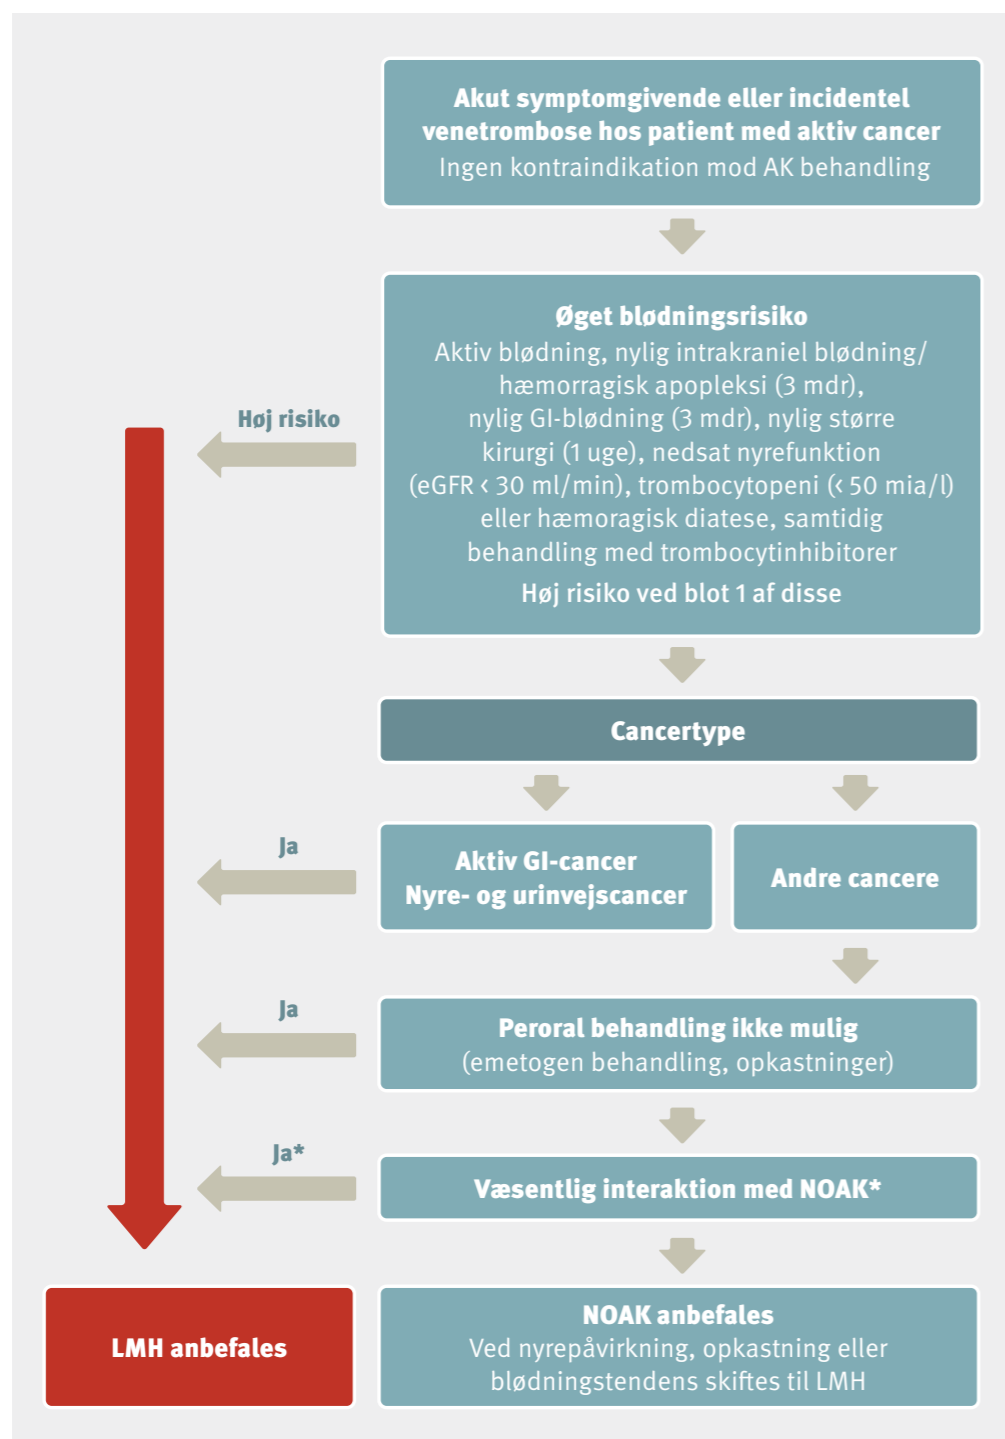 Akut symptomgivende eller incidentel
venetrombose hos patient med aktiv cancer
Ingen kontraindikation mod AK behandling
Øget blødningsrisiko
Aktiv blødning, nylig intrakraniel blødning/
hæmorragisk apopleksi (3 mdr),
nylig GI-blødning (3 mdr), nylig større
kirurgi (1 uge), nedsat nyrefunktion
(eGFR < 30 ml/min), trombocytopeni (< 50 mia/l)
eller hæmoragisk diatese, samtidig
behandling med trombocytinhibitorer
Høj risiko ved blot 1 af disse
Høj risiko
Cancertype
Ja
Aktiv GI-cancer
Nyre- og urinvejscancer
Andre cancere
Ja
Peroral behandling ikke mulig
(emetogen behandling, opkastninger)
Ja*
Væsentlig interaktion med NOAK*
LMH anbefales
NOAK anbefales
Ved nyrepåvirkning, opkastning eller
blødningstendens skiftes til LMH